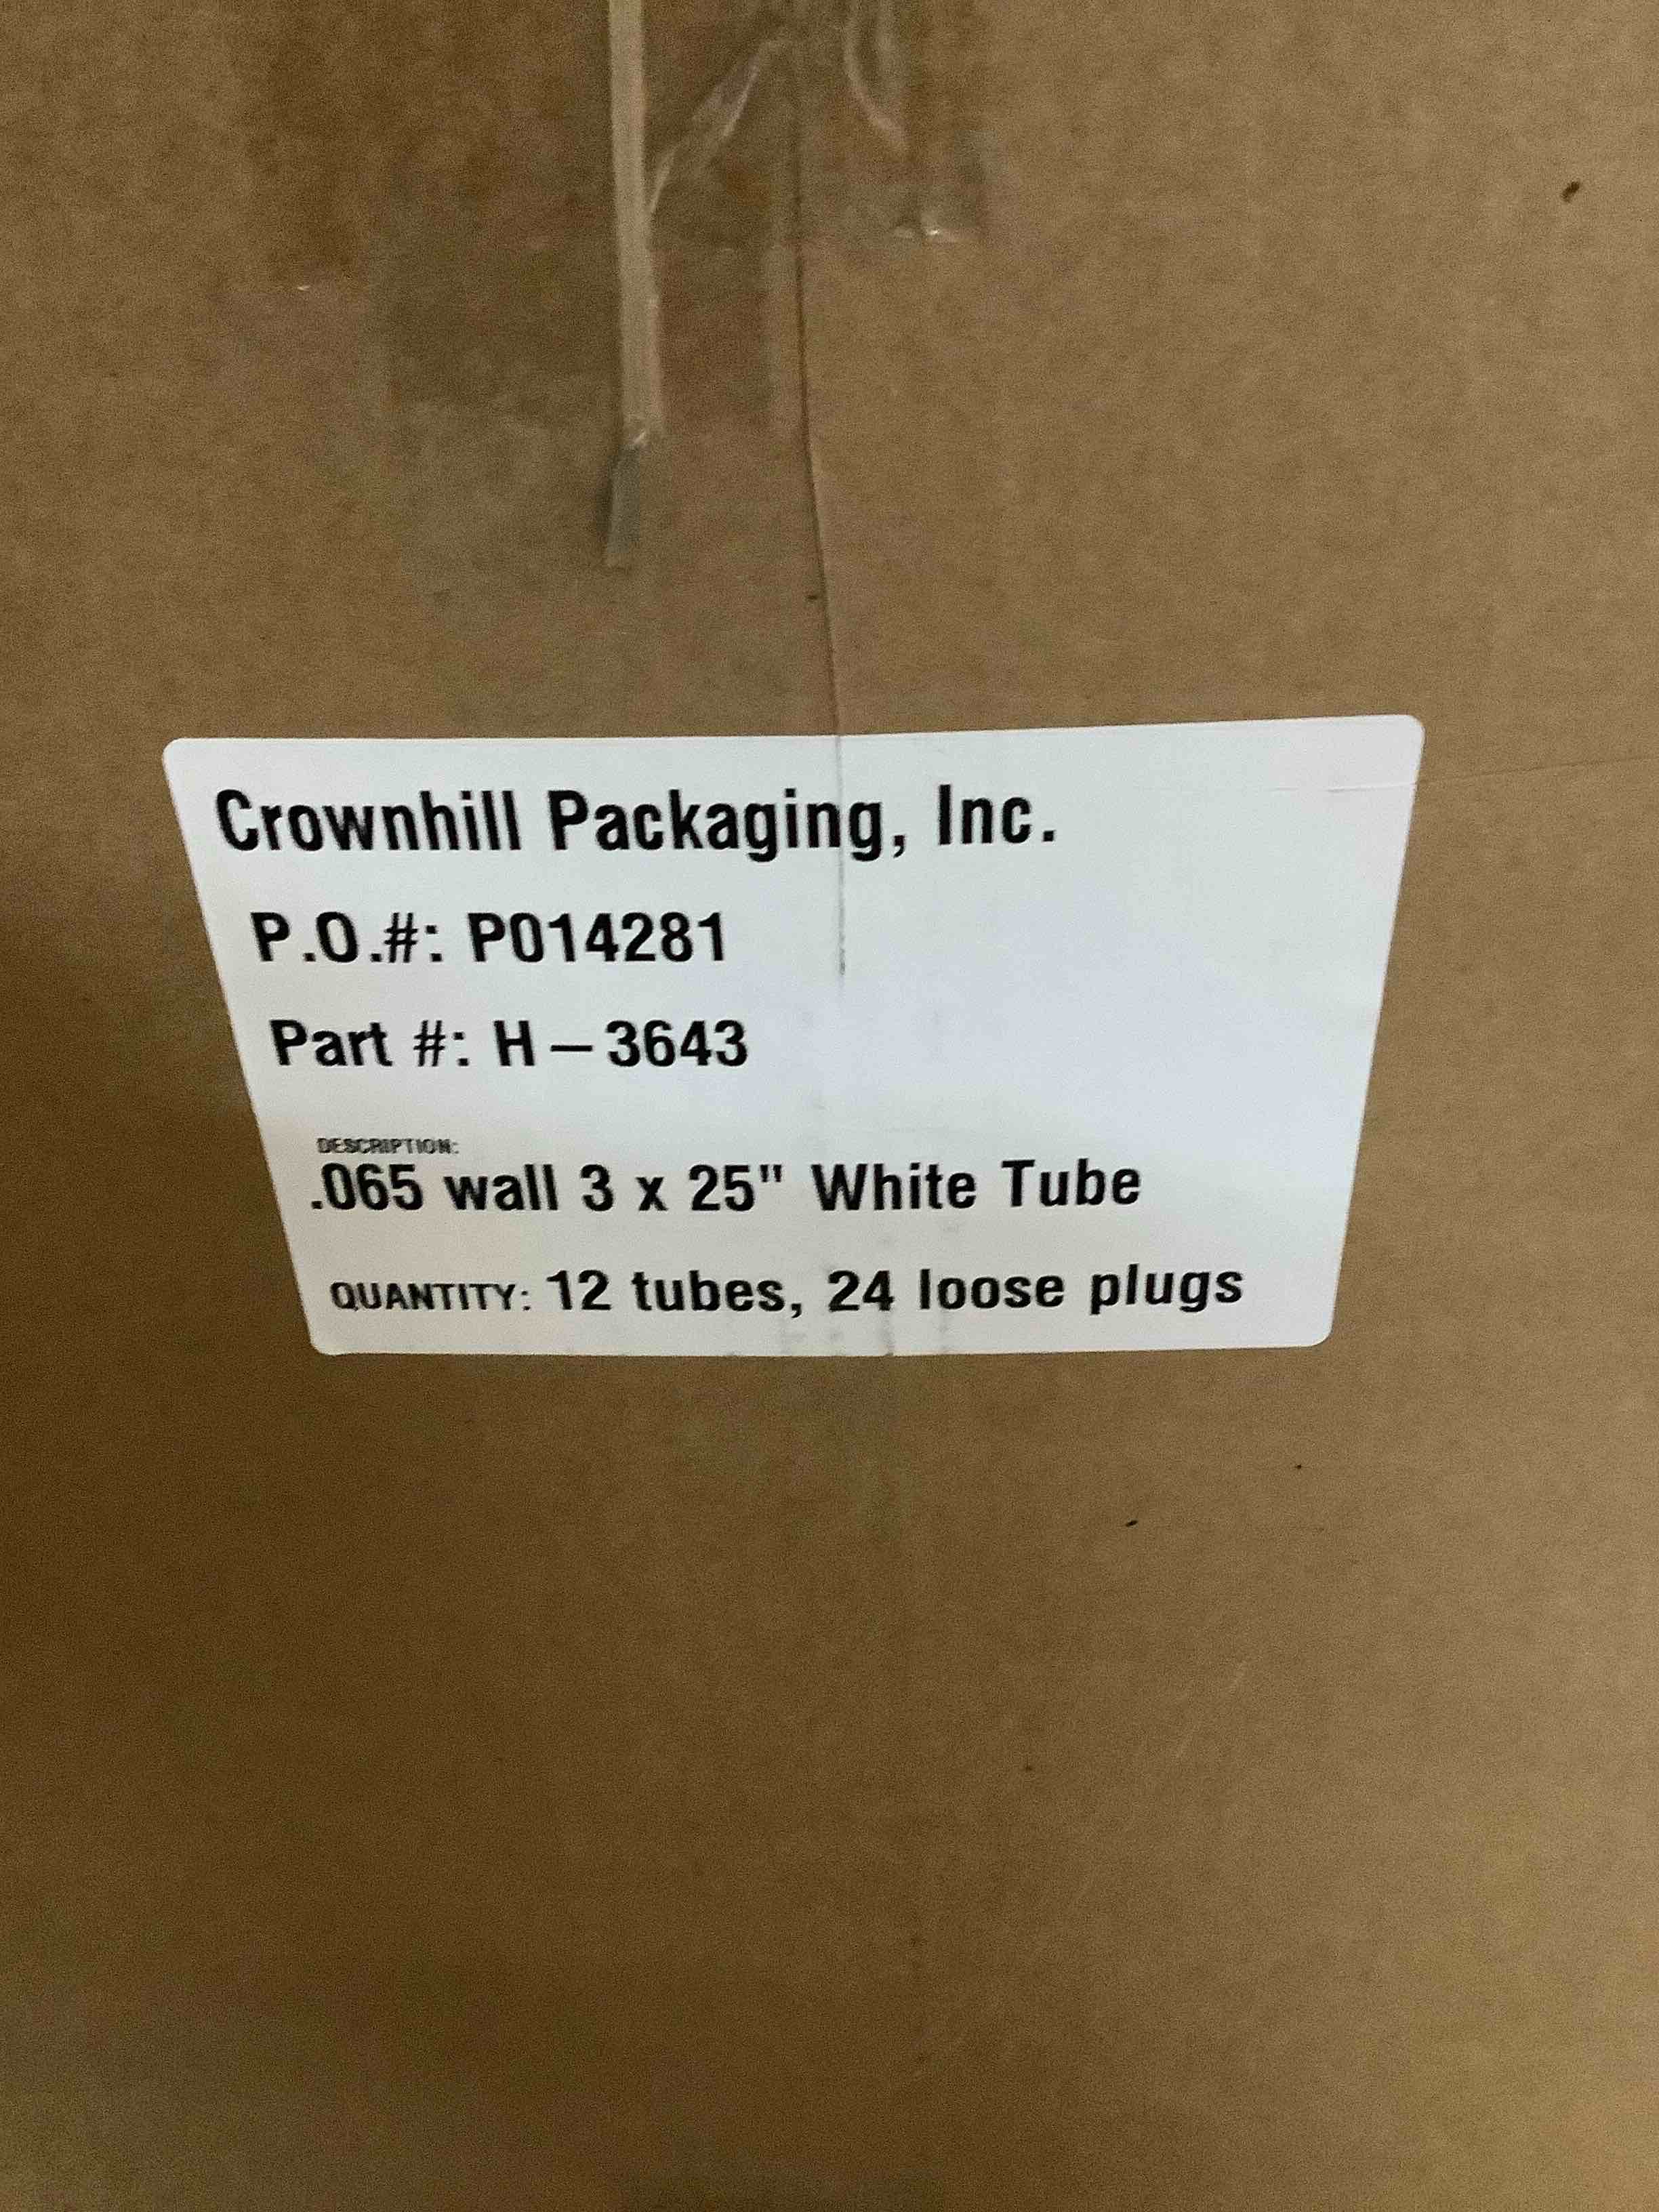 Crownhill Packaging, Inc.
P.O.#: P014281
Part #: H – 3643
DESCRIPTION:
.065 wall 3 x 25" White Tube
QUANTITY: 12 tubes, 24 loose plugs